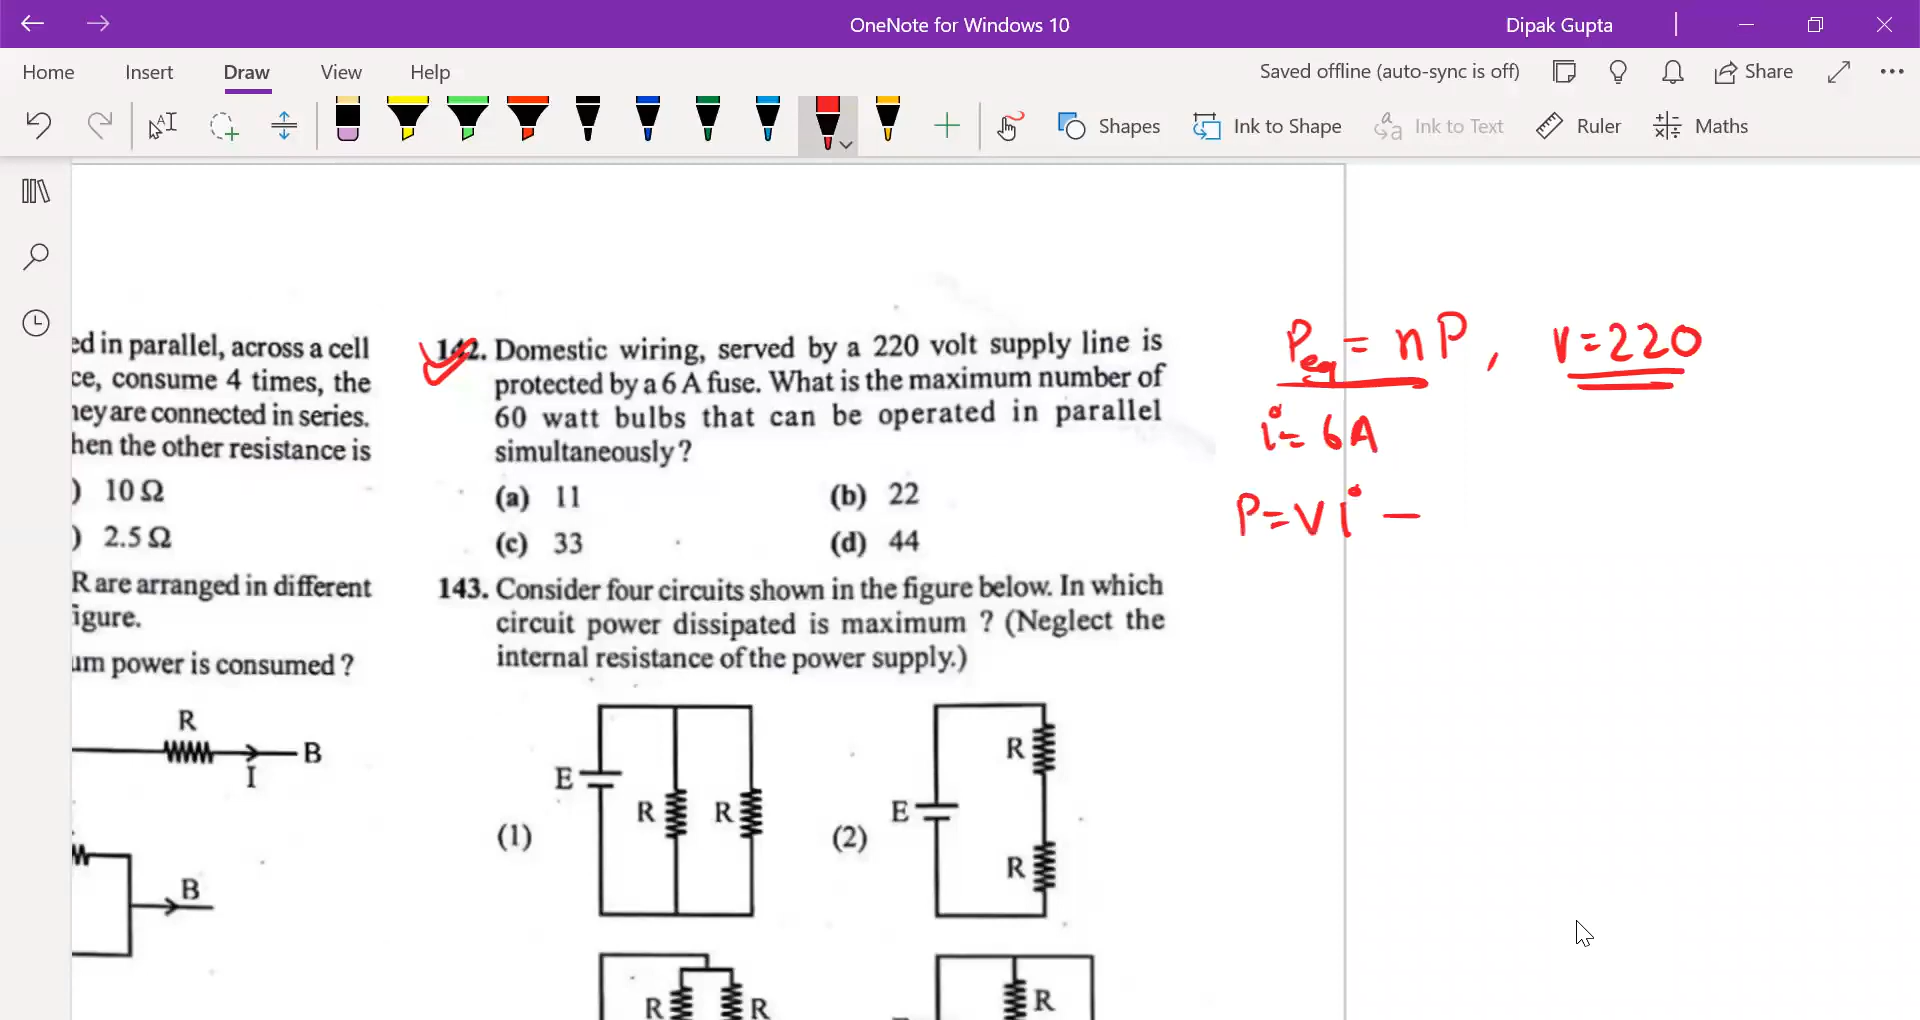 OneNote for Windows 10
Dipak Gupta
Home Insert Draw View Help
Saved offline (auto-sync is off)
Share
Shapes
Ink to Shape
Ink to Text
Ruler
Maths
ed in parallel, across a cell
ce, consume 4 times, the
hey are connected in series.
hen the other resistance is
) 10 Ω
) 2.5 Ω
R are arranged in different
igure.
um power is consumed ?
R
B
I
B
142. Domestic wiring, served by a 220 volt supply line is
protected by a 6 A fuse. What is the maximum number of
60 watt bulbs that can be operated in parallel
simultaneously ?
(a) 11 (b) 22
(c) 33 (d) 44
143. Consider four circuits shown in the figure below. In which
circuit power dissipated is maximum ? (Neglect the
internal resistance of the power supply.)
E R R
(1)
R
E
(2)
R
R R
R
Peq = nP, V=220
i= 6A
P=Vi –